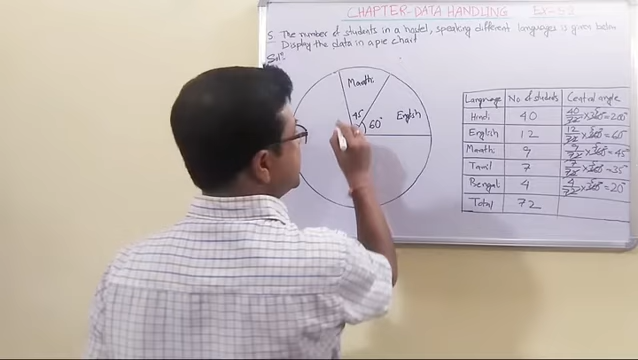 CHAPTER-DATA HANDLING Ex-5.2
5. The number of students in a hostel, speaking different languages is given below
Display the data in a pie chart
Solⁿ
Marathi
English
45°
60°
Language No of students Central angle
Hindi 40 40/72 × 360° = 200°
English 12 12/72 × 360° = 60°
Marathi 9 9/72 × 360° = 45°
Tamil 7 7/72 × 360° = 35°
Bengali 4 4/72 × 360° = 20°
Total 72